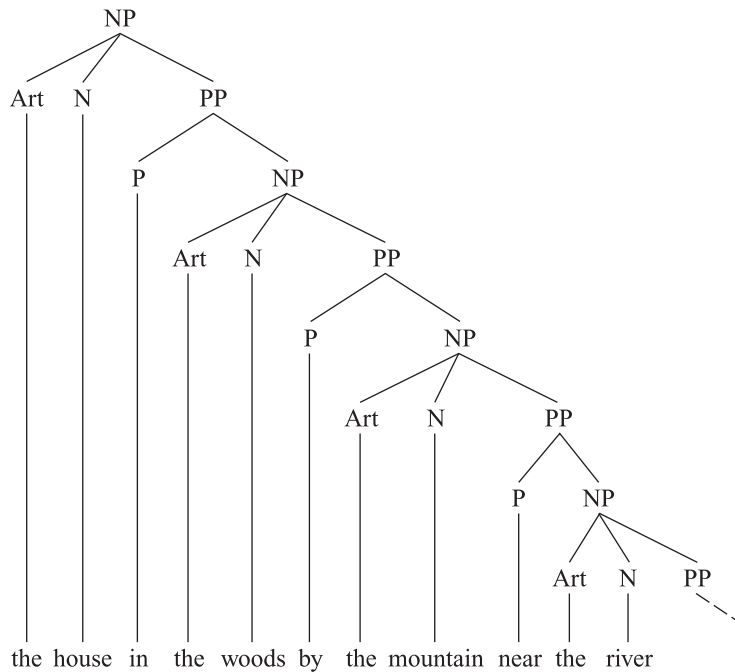 NP
Art N PP
P NP
Art N PP
P NP
Art N PP
P NP
Art N PP
the house in the woods by the mountain near the river